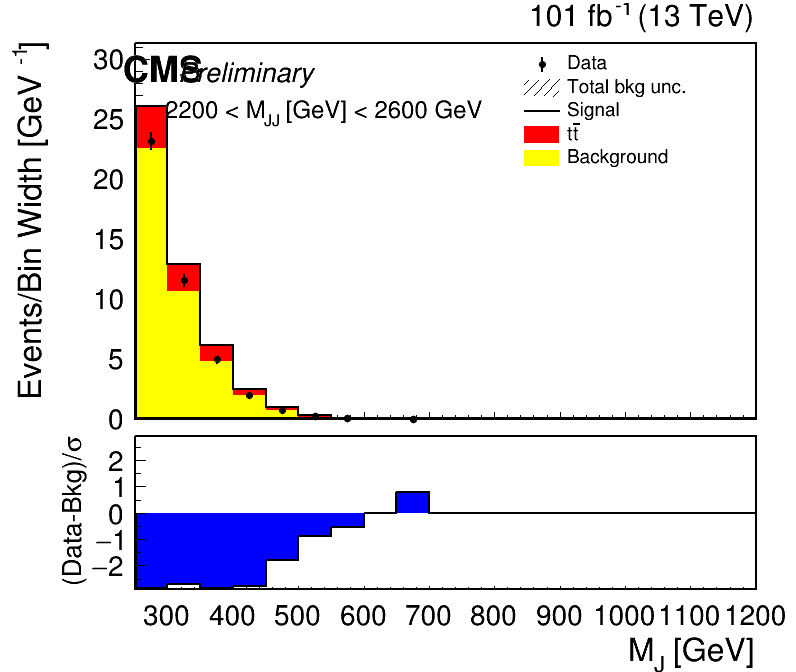 101 fb⁻¹ (13 TeV)
CMS Preliminary
2200 < M_JJ [GeV] < 2600 GeV
Data
Total bkg unc.
Signal
tt̄
Background
Events/Bin Width [GeV⁻¹]
30
25
20
15
10
5
0
(Data-Bkg)/σ
2
1
0
−1
−2
300 400 500 600 700 800 900 1000 1100 1200
M_J [GeV]